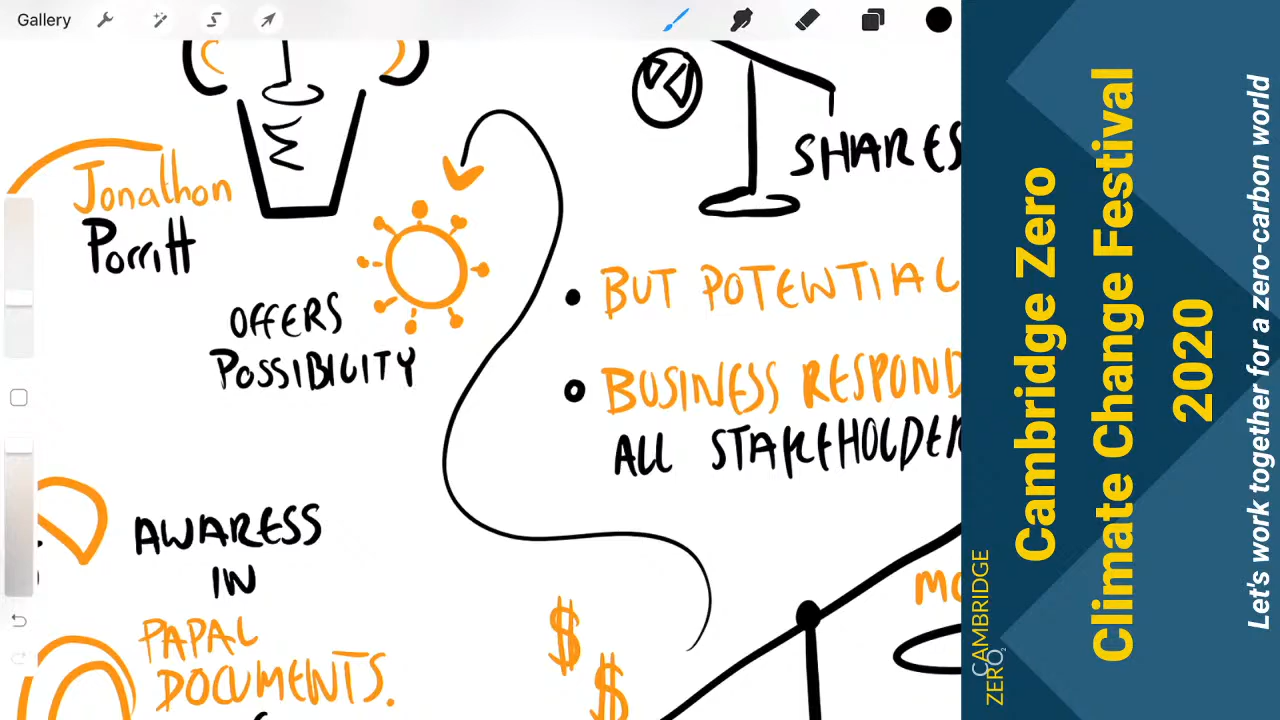 Gallery
Jonathon
Porritt
OFFERS
POSSIBILITY
SHARES
• BUT POTENTIAL
• BUSINESS RESPOND
ALL STAKEHOLDER
AWARESS
IN
PAPAL
DOCUMENTS.
$
$
MO
CAMBRIDGE
ZERO₂
Cambridge Zero
Climate Change Festival
2020
Let's work together for a zero-carbon world